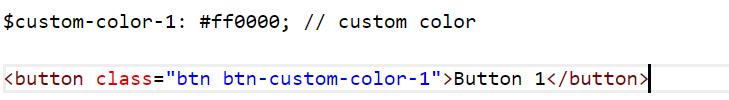 $custom-color-1: #ff0000; // custom color
<button class="btn btn-custom-color-1">Button 1</button>